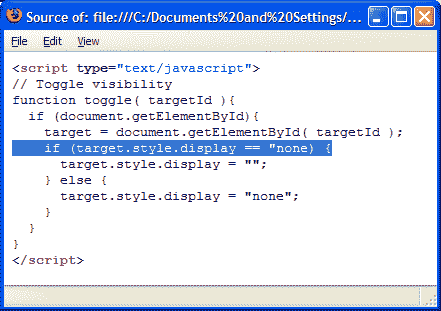 Source of: file:///C:/Documents%20and%20Settings/...
File Edit View
<script type="text/javascript">
// Toggle visibility
function toggle( targetId ){
  if (document.getElementById){
    target = document.getElementById( targetId );
    if (target.style.display == "none) {
      target.style.display = "";
    } else {
      target.style.display = "none";
    }
  }
}
</script>